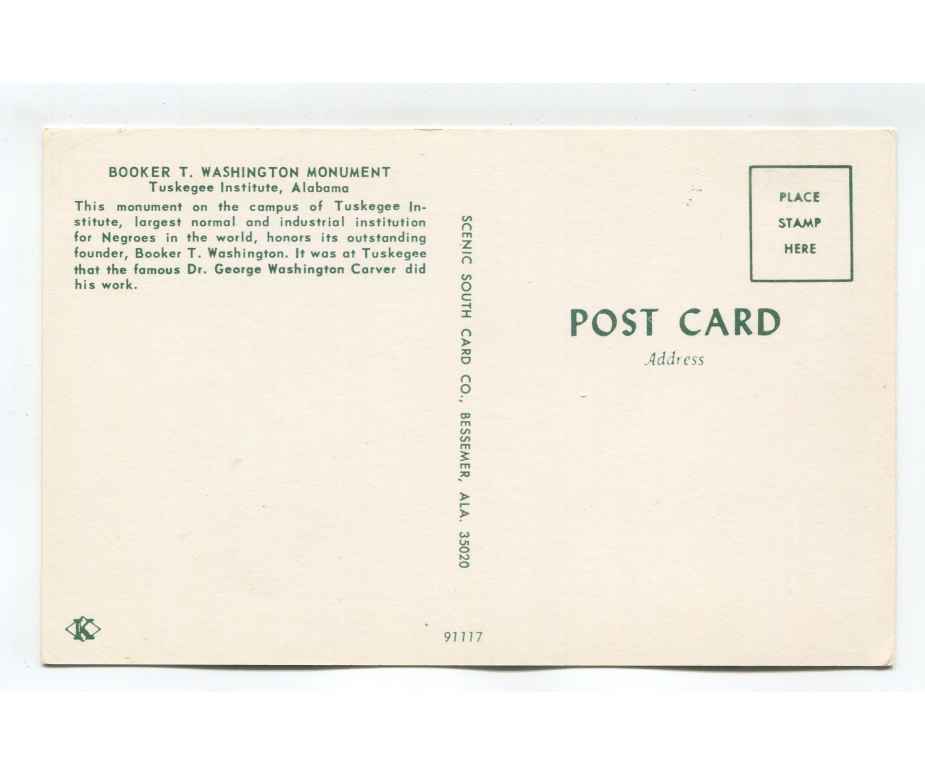 BOOKER T. WASHINGTON MONUMENT
Tuskegee Institute, Alabama
This monument on the campus of Tuskegee In-
stitute, largest normal and industrial institution
for Negroes in the world, honors its outstanding
founder, Booker T. Washington. It was at Tuskegee
that the famous Dr. George Washington Carver did
his work.
SCENIC SOUTH CARD CO., BESSEMER, ALA. 35020
PLACE
STAMP
HERE
POST CARD
Address
K
91117